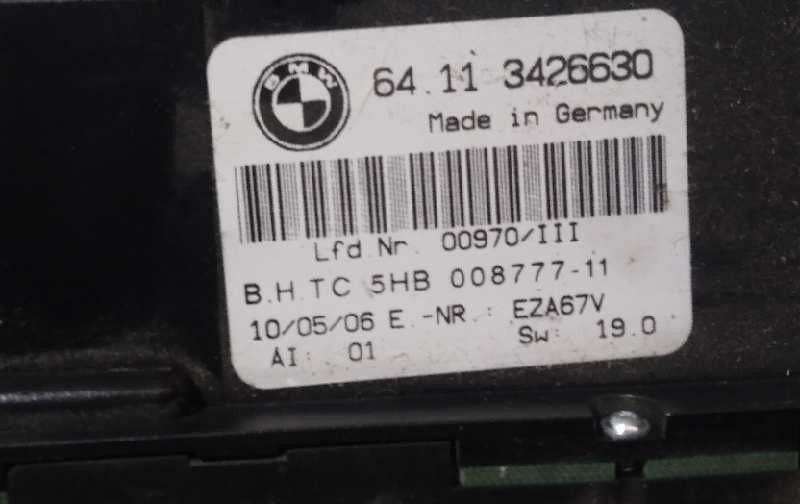 BMW
64.11 3426630
Made in Germany
Lfd.Nr. 00970/III
B.H.TC 5HB 008777-11
10/05/06 E.-NR.: EZA67V
AI: 01 Sw: 19.0